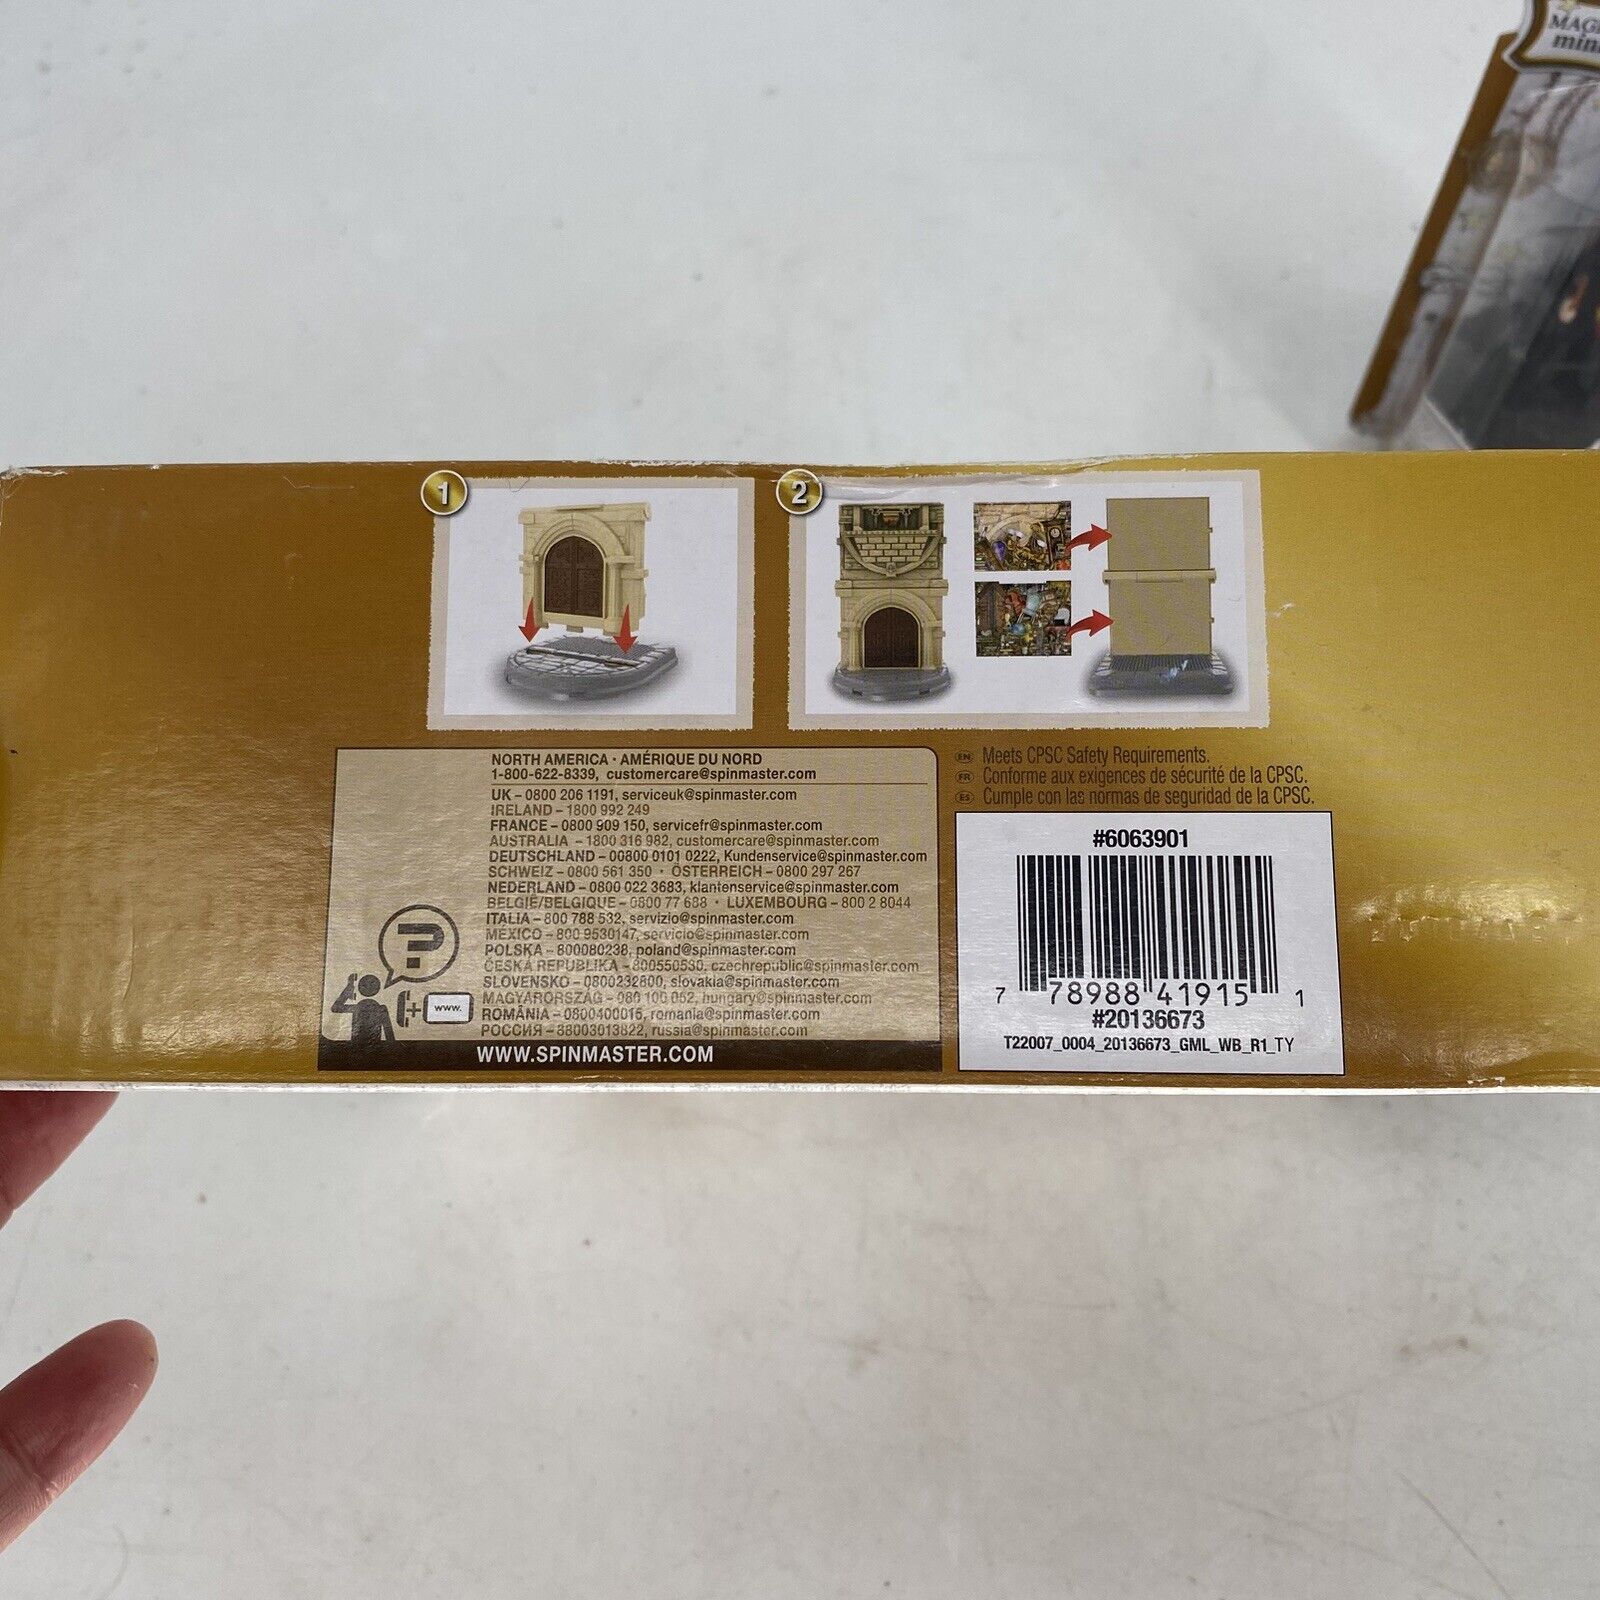 MAG
min
1
2
NORTH AMERICA · AMÉRIQUE DU NORD
1-800-622-8339, customercare@spinmaster.com
UK – 0800 206 1191, serviceuk@spinmaster.com
IRELAND – 1800 992 249
FRANCE – 0800 909 150, servicefr@spinmaster.com
AUSTRALIA – 1800 316 982, customercare@spinmaster.com
DEUTSCHLAND – 00800 0101 0222, Kundenservice@spinmaster.com
SCHWEIZ – 0800 561 350 · ÖSTERREICH – 0800 297 267
NEDERLAND – 0800 022 3683, klantenservice@spinmaster.com
BELGIË/BELGIQUE – 0800 77 688 · LUXEMBOURG – 800 2 8044
ITALIA – 800 788 532, servizio@spinmaster.com
MÉXICO – 800 9530147, servicio@spinmaster.com
POLSKA – 800080238, poland@spinmaster.com
ČESKÁ REPUBLIKA – 800550530, czechrepublic@spinmaster.com
SLOVENSKO – 0800232800, slovakia@spinmaster.com
MAGYARORSZÁG – 080 100 052, hungary@spinmaster.com
ROMÂNIA – 0800400015, romania@spinmaster.com
РОССИЯ – 88003013822, russia@spinmaster.com
?
+ www.
WWW.SPINMASTER.COM
EN Meets CPSC Safety Requirements.
FR Conforme aux exigences de sécurité de la CPSC.
ES Cumple con las normas de seguridad de la CPSC.
#6063901
7 78988 41915 1
#20136673
T22007_0004_20136673_GML_WB_R1_TY